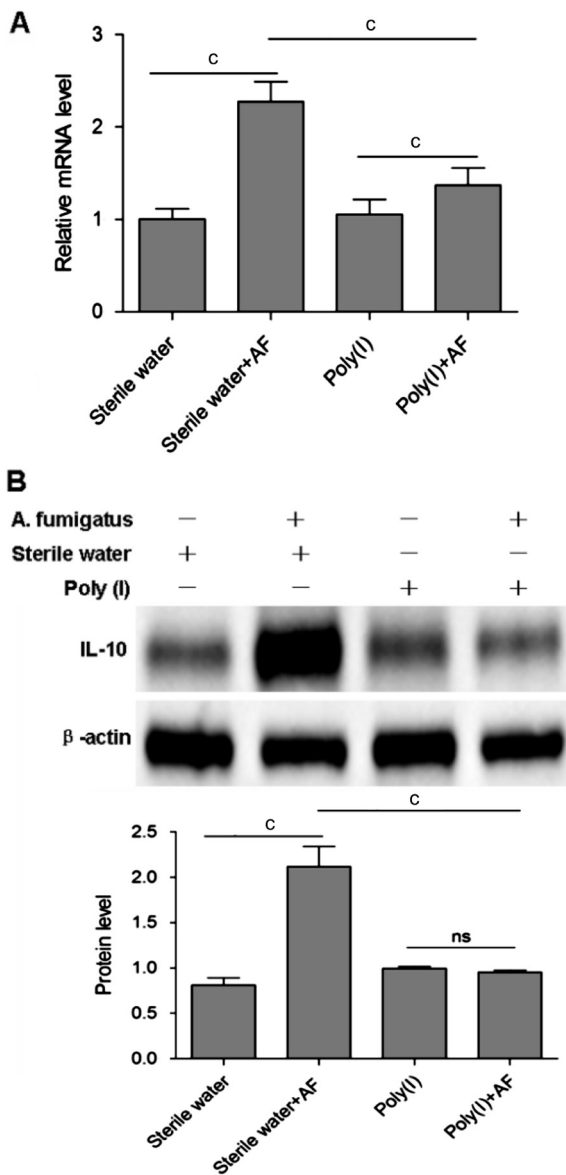 A
Relative mRNA level
3
2
1
0
c
c
c
Sterile water
Sterile water+AF
Poly(I)
Poly(I)+AF
B
A. fumigatus − + − +
Sterile water + + − −
Poly (I) − − + +
IL-10
β-actin
Protein level
2.5
2.0
1.5
1.0
0.5
0.0
c
c
ns
Sterile water
Sterile water+AF
Poly(I)
Poly(I)+AF